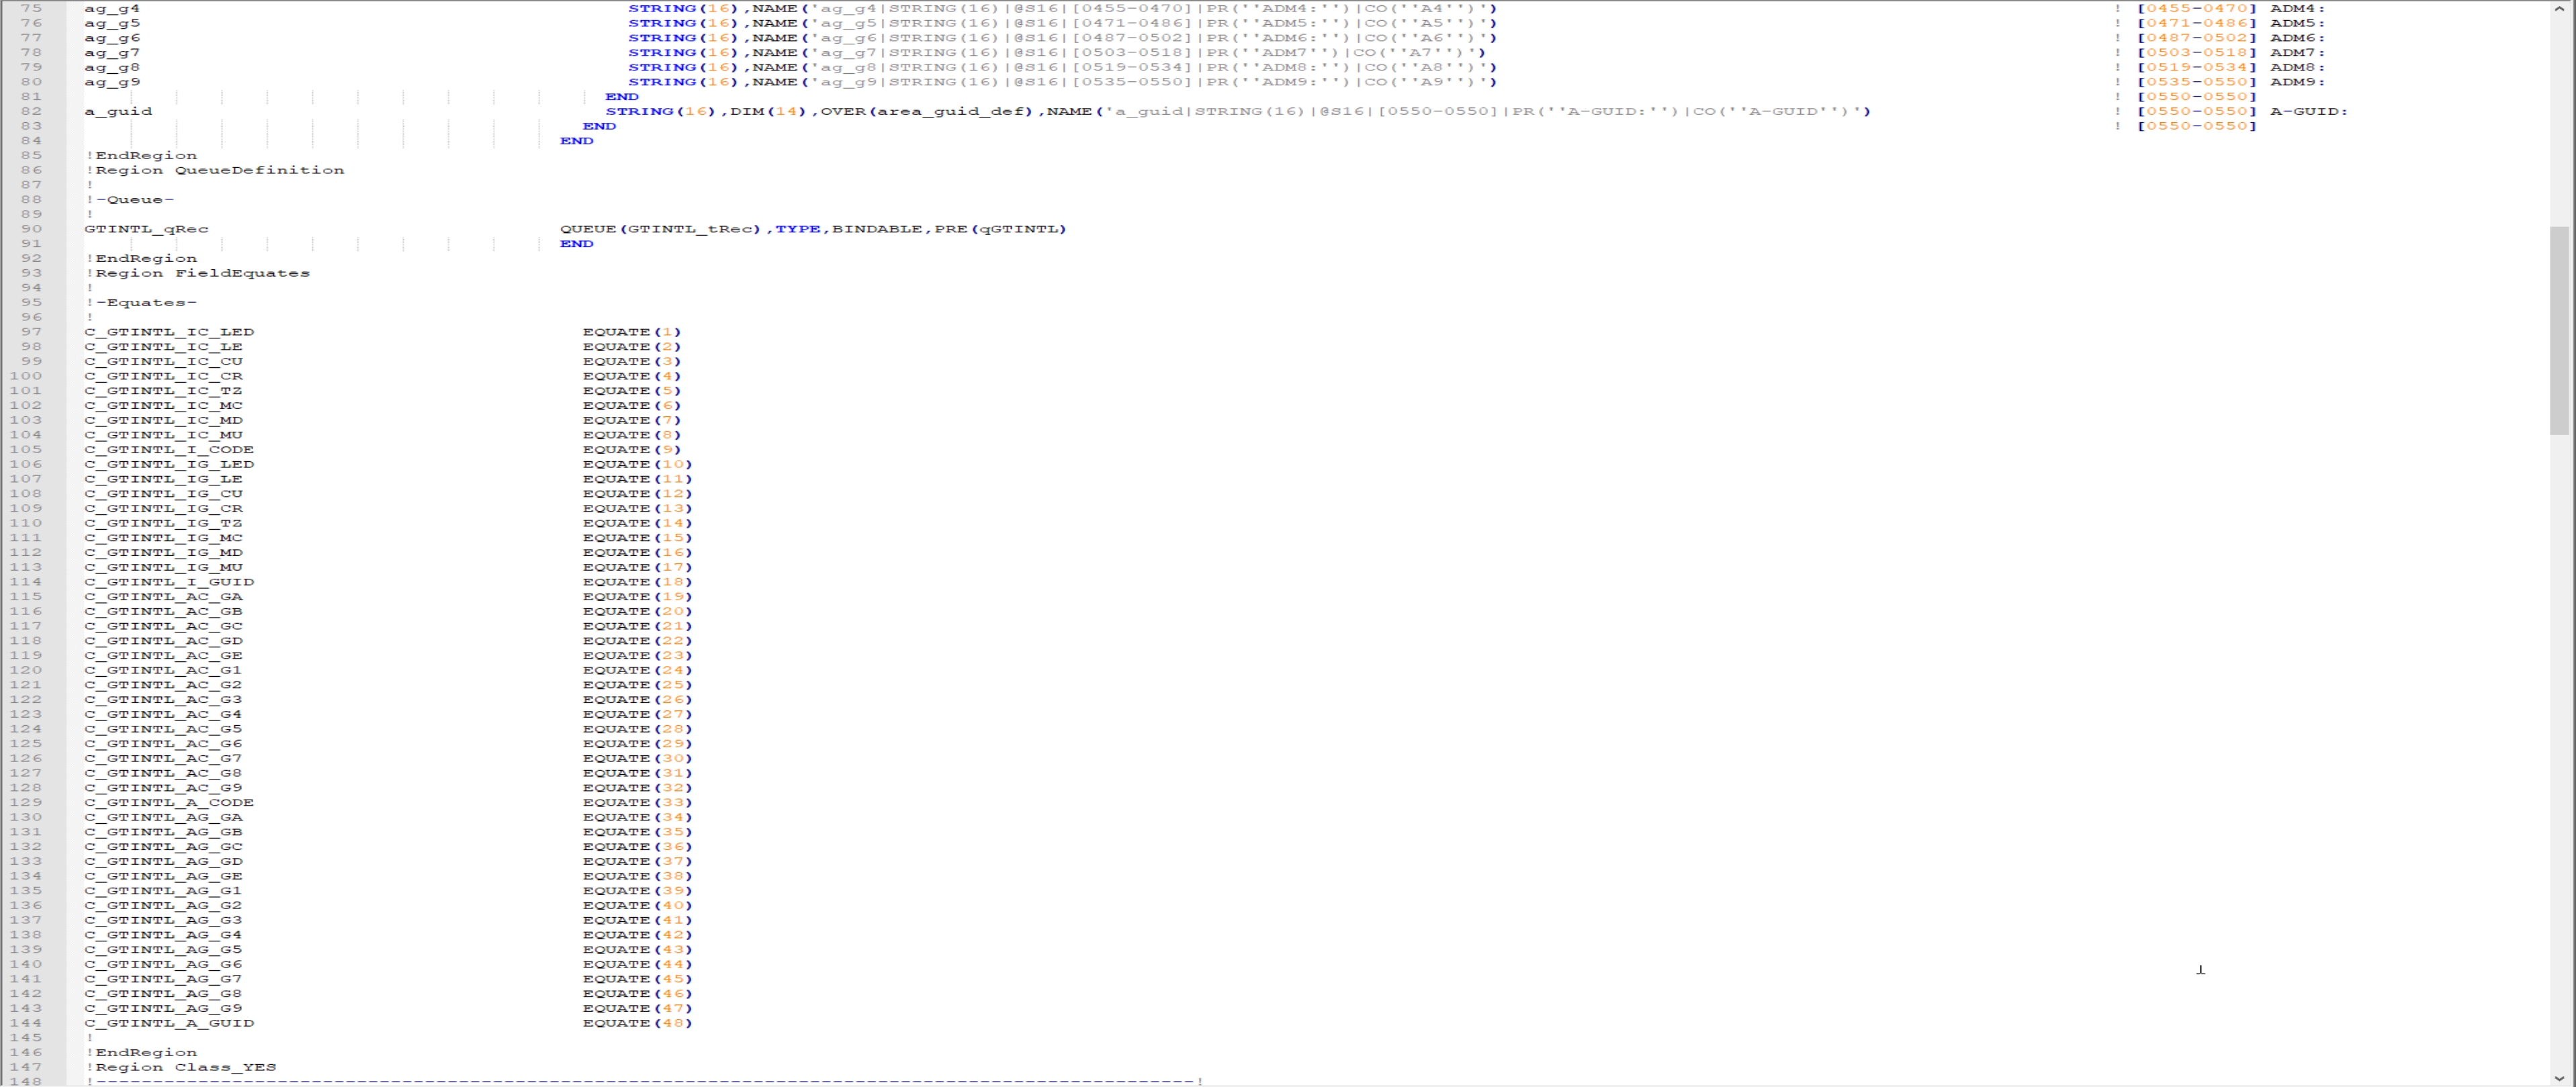 75 ag_g4 STRING(16),NAME('ag_g4|STRING(16)|@S16|[0455-0470]|PR(''ADM4:'')|CO(''A4'')') ! [0455-0470] ADM4:
76 ag_g5 STRING(16),NAME('ag_g5|STRING(16)|@S16|[0471-0486]|PR(''ADM5:'')|CO(''A5'')') ! [0471-0486] ADM5:
77 ag_g6 STRING(16),NAME('ag_g6|STRING(16)|@S16|[0487-0502]|PR(''ADM6:'')|CO(''A6'')') ! [0487-0502] ADM6:
78 ag_g7 STRING(16),NAME('ag_g7|STRING(16)|@S16|[0503-0518]|PR(''ADM7'')|CO(''A7'')') ! [0503-0518] ADM7:
79 ag_g8 STRING(16),NAME('ag_g8|STRING(16)|@S16|[0519-0534]|PR(''ADM8:'')|CO(''A8'')') ! [0519-0534] ADM8:
80 ag_g9 STRING(16),NAME('ag_g9|STRING(16)|@S16|[0535-0550]|PR(''ADM9:'')|CO(''A9'')') ! [0535-0550] ADM9:
81 END ! [0550-0550]
82 a_guid STRING(16),DIM(14),OVER(area_guid_def),NAME('a_guid|STRING(16)|@S16|[0550-0550]|PR(''A-GUID:'')|CO(''A-GUID'')') ! [0550-0550] A-GUID:
83 END ! [0550-0550]
84 END
85 !EndRegion
86 !Region QueueDefinition
87 !
88 !-Queue-
89 !
90 GTINTL_qRec QUEUE(GTINTL_tRec),TYPE,BINDABLE,PRE(qGTINTL)
91 END
92 !EndRegion
93 !Region FieldEquates
94 !
95 !-Equates-
96 !
97 C_GTINTL_IC_LED EQUATE(1)
98 C_GTINTL_IC_LE EQUATE(2)
99 C_GTINTL_IC_CU EQUATE(3)
100 C_GTINTL_IC_CR EQUATE(4)
101 C_GTINTL_IC_TZ EQUATE(5)
102 C_GTINTL_IC_MC EQUATE(6)
103 C_GTINTL_IC_MD EQUATE(7)
104 C_GTINTL_IC_MU EQUATE(8)
105 C_GTINTL_I_CODE EQUATE(9)
106 C_GTINTL_IG_LED EQUATE(10)
107 C_GTINTL_IG_LE EQUATE(11)
108 C_GTINTL_IG_CU EQUATE(12)
109 C_GTINTL_IG_CR EQUATE(13)
110 C_GTINTL_IG_TZ EQUATE(14)
111 C_GTINTL_IG_MC EQUATE(15)
112 C_GTINTL_IG_MD EQUATE(16)
113 C_GTINTL_IG_MU EQUATE(17)
114 C_GTINTL_I_GUID EQUATE(18)
115 C_GTINTL_AC_GA EQUATE(19)
116 C_GTINTL_AC_GB EQUATE(20)
117 C_GTINTL_AC_GC EQUATE(21)
118 C_GTINTL_AC_GD EQUATE(22)
119 C_GTINTL_AC_GE EQUATE(23)
120 C_GTINTL_AC_G1 EQUATE(24)
121 C_GTINTL_AC_G2 EQUATE(25)
122 C_GTINTL_AC_G3 EQUATE(26)
123 C_GTINTL_AC_G4 EQUATE(27)
124 C_GTINTL_AC_G5 EQUATE(28)
125 C_GTINTL_AC_G6 EQUATE(29)
126 C_GTINTL_AC_G7 EQUATE(30)
127 C_GTINTL_AC_G8 EQUATE(31)
128 C_GTINTL_AC_G9 EQUATE(32)
129 C_GTINTL_A_CODE EQUATE(33)
130 C_GTINTL_AG_GA EQUATE(34)
131 C_GTINTL_AG_GB EQUATE(35)
132 C_GTINTL_AG_GC EQUATE(36)
133 C_GTINTL_AG_GD EQUATE(37)
134 C_GTINTL_AG_GE EQUATE(38)
135 C_GTINTL_AG_G1 EQUATE(39)
136 C_GTINTL_AG_G2 EQUATE(40)
137 C_GTINTL_AG_G3 EQUATE(41)
138 C_GTINTL_AG_G4 EQUATE(42)
139 C_GTINTL_AG_G5 EQUATE(43)
140 C_GTINTL_AG_G6 EQUATE(44)
141 C_GTINTL_AG_G7 EQUATE(45)
142 C_GTINTL_AG_G8 EQUATE(46)
143 C_GTINTL_AG_G9 EQUATE(47)
144 C_GTINTL_A_GUID EQUATE(48)
145 !
146 !EndRegion
147 !Region Class_YES
148 !-------------------------------------------------------------------------------------------------!